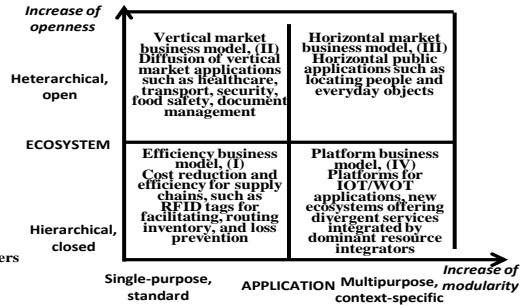 Increase of
openness
Heterarchical,
open
ECOSYSTEM
Hierarchical,
closed
ers
Vertical market
business model, (II)
Diffusion of vertical
market applications
such as healthcare,
transport, security,
food safety, document
management
Horizontal market
business model, (III)
Horizontal public
applications such as
locating people and
everyday objects
Efficiency business
model, (I)
Cost reduction and
efficiency for supply
chains, such as
RFID tags for
facilitating, routing
inventory, and loss
prevention
Platform business
model, (IV)
Platforms for
IOT/WOT
applications, new
ecosystems offering
divergent services
integrated by
dominant resource
integrators
Single-purpose,
standard
APPLICATION
Multipurpose,
context-specific
Increase of
modularity